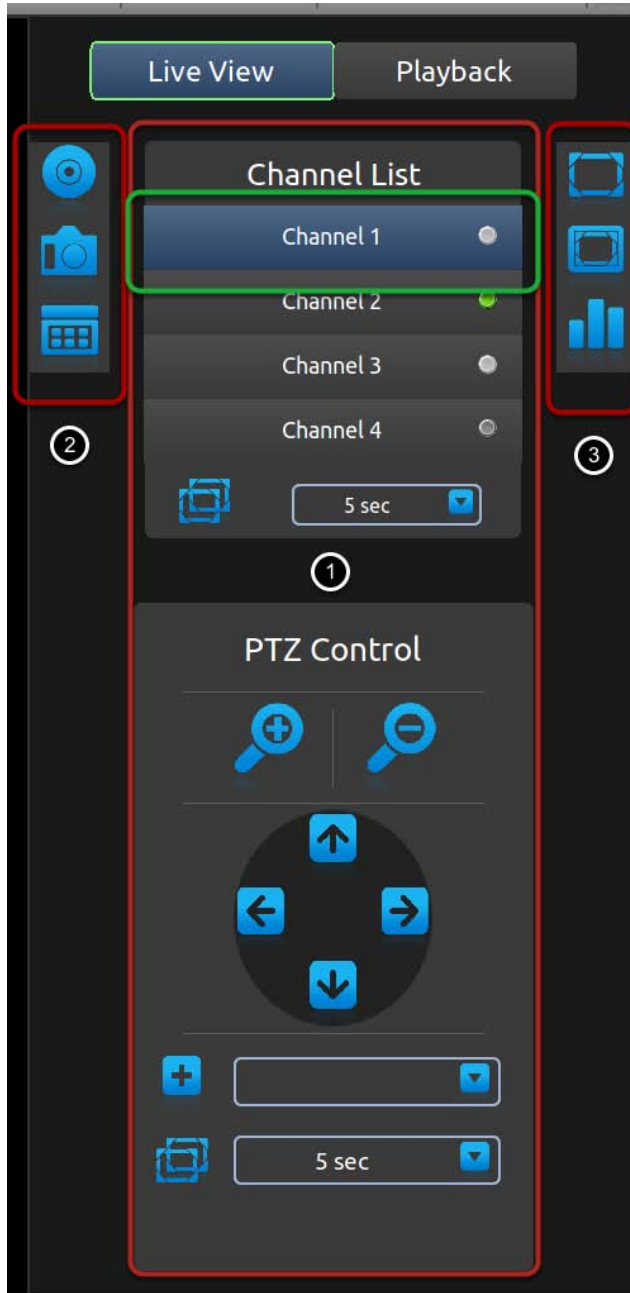 Live View
Playback
Channel List
Channel 1
Channel 2
Channel 3
Channel 4
5 sec
2
3
1
PTZ Control
5 sec